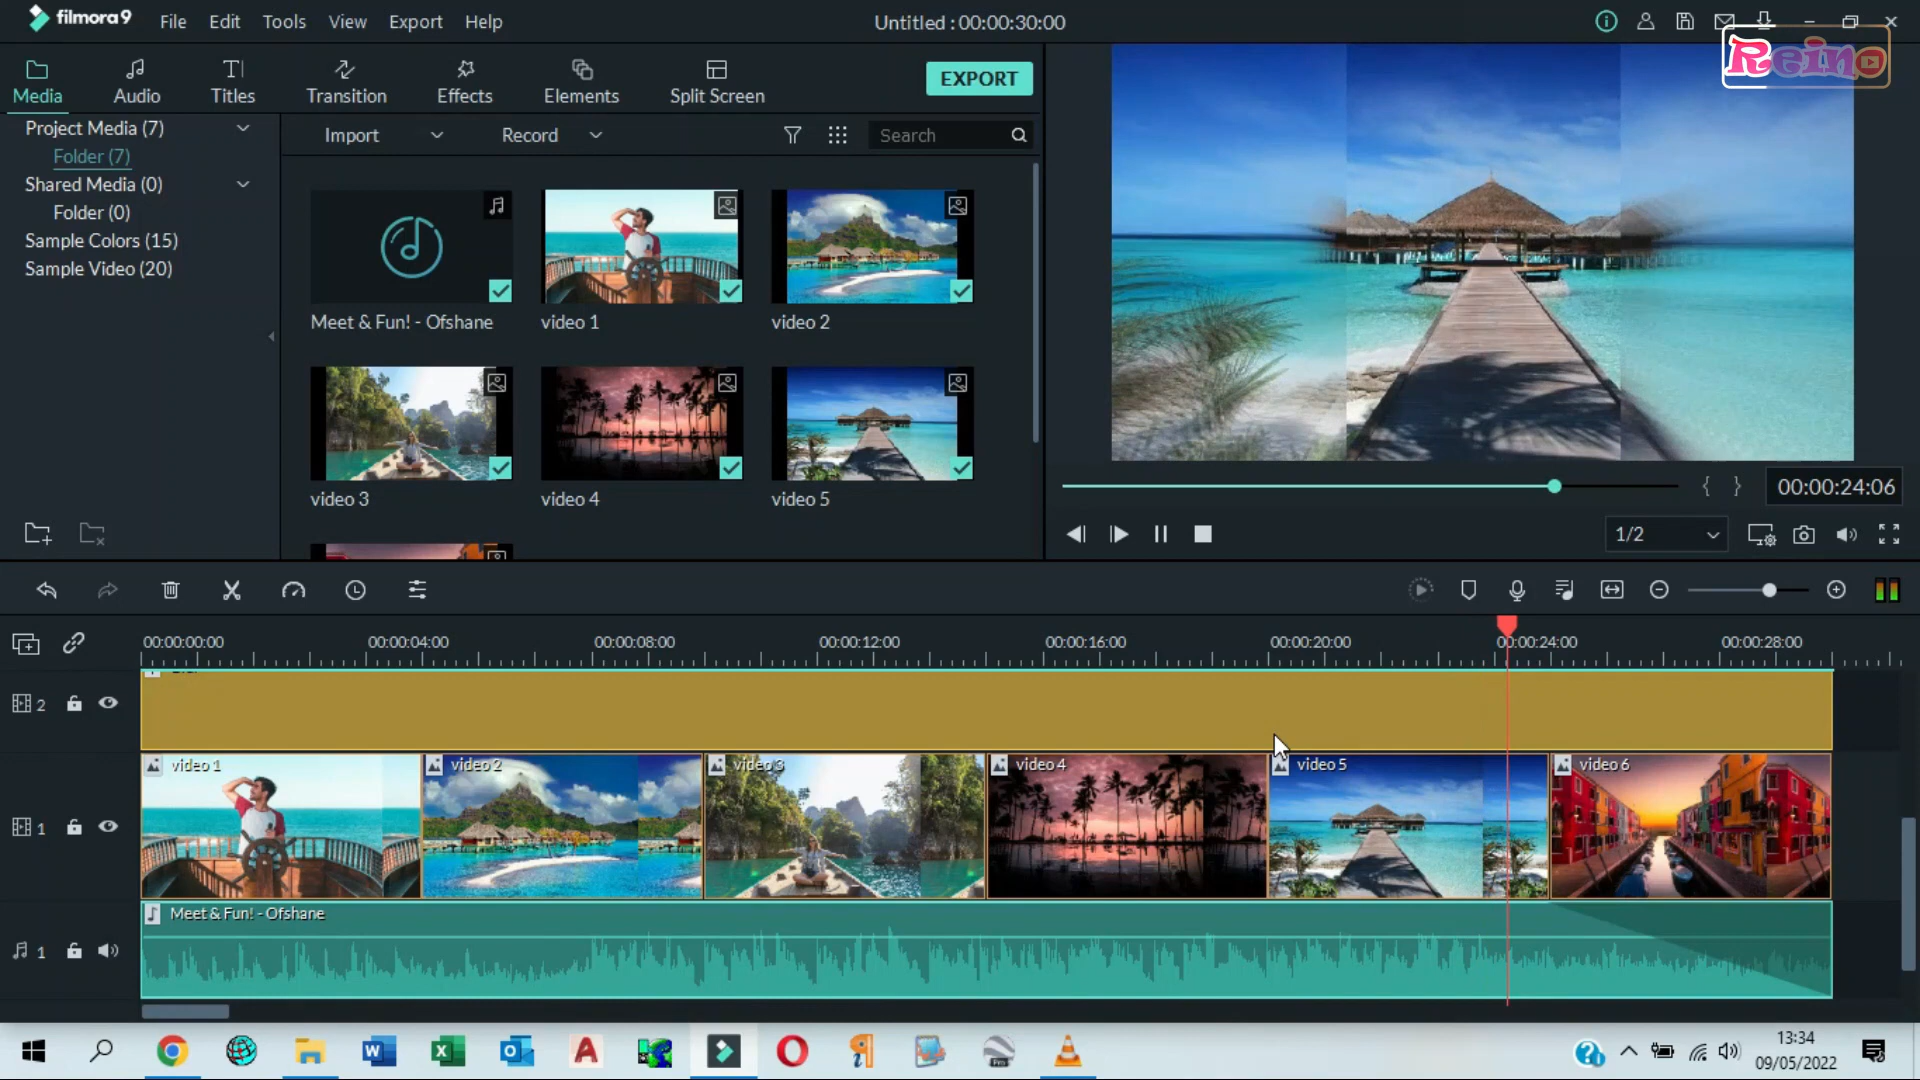 filmora9
File
Edit
Tools
View
Export
Help
Untitled : 00:00:30:00
Reino
Media
Audio
Titles
Transition
Effects
Elements
Split Screen
EXPORT
Project Media (7)
Folder (7)
Shared Media (0)
Folder (0)
Sample Colors (15)
Sample Video (20)
Import
Record
Search
Meet & Fun! - Ofshane
video 1
video 2
video 3
video 4
video 5
00:00:24:06
1/2
00:00:00:00
00:00:04:00
00:00:08:00
00:00:12:00
00:00:16:00
00:00:20:00
00:00:24:00
00:00:28:00
2
video 1
video 2
video 3
video 4
video 5
video 6
1
Meet & Fun! - Ofshane
1
13:34
09/05/2022